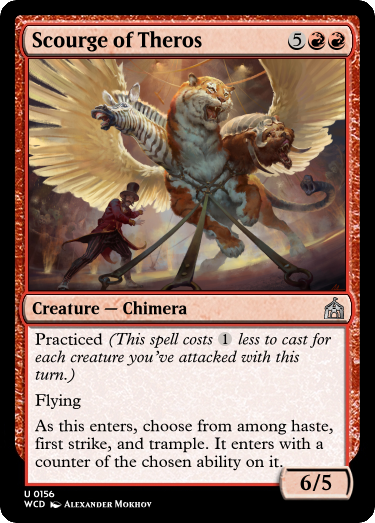 Scourge of Theros 5
Creature — Chimera
Practiced (This spell costs 1 less to cast for
each creature you've attacked with this
turn.)
Flying
As this enters, choose from among haste,
first strike, and trample. It enters with a
counter of the chosen ability on it.
6/5
U 0156
WCD Alexander Mokhov